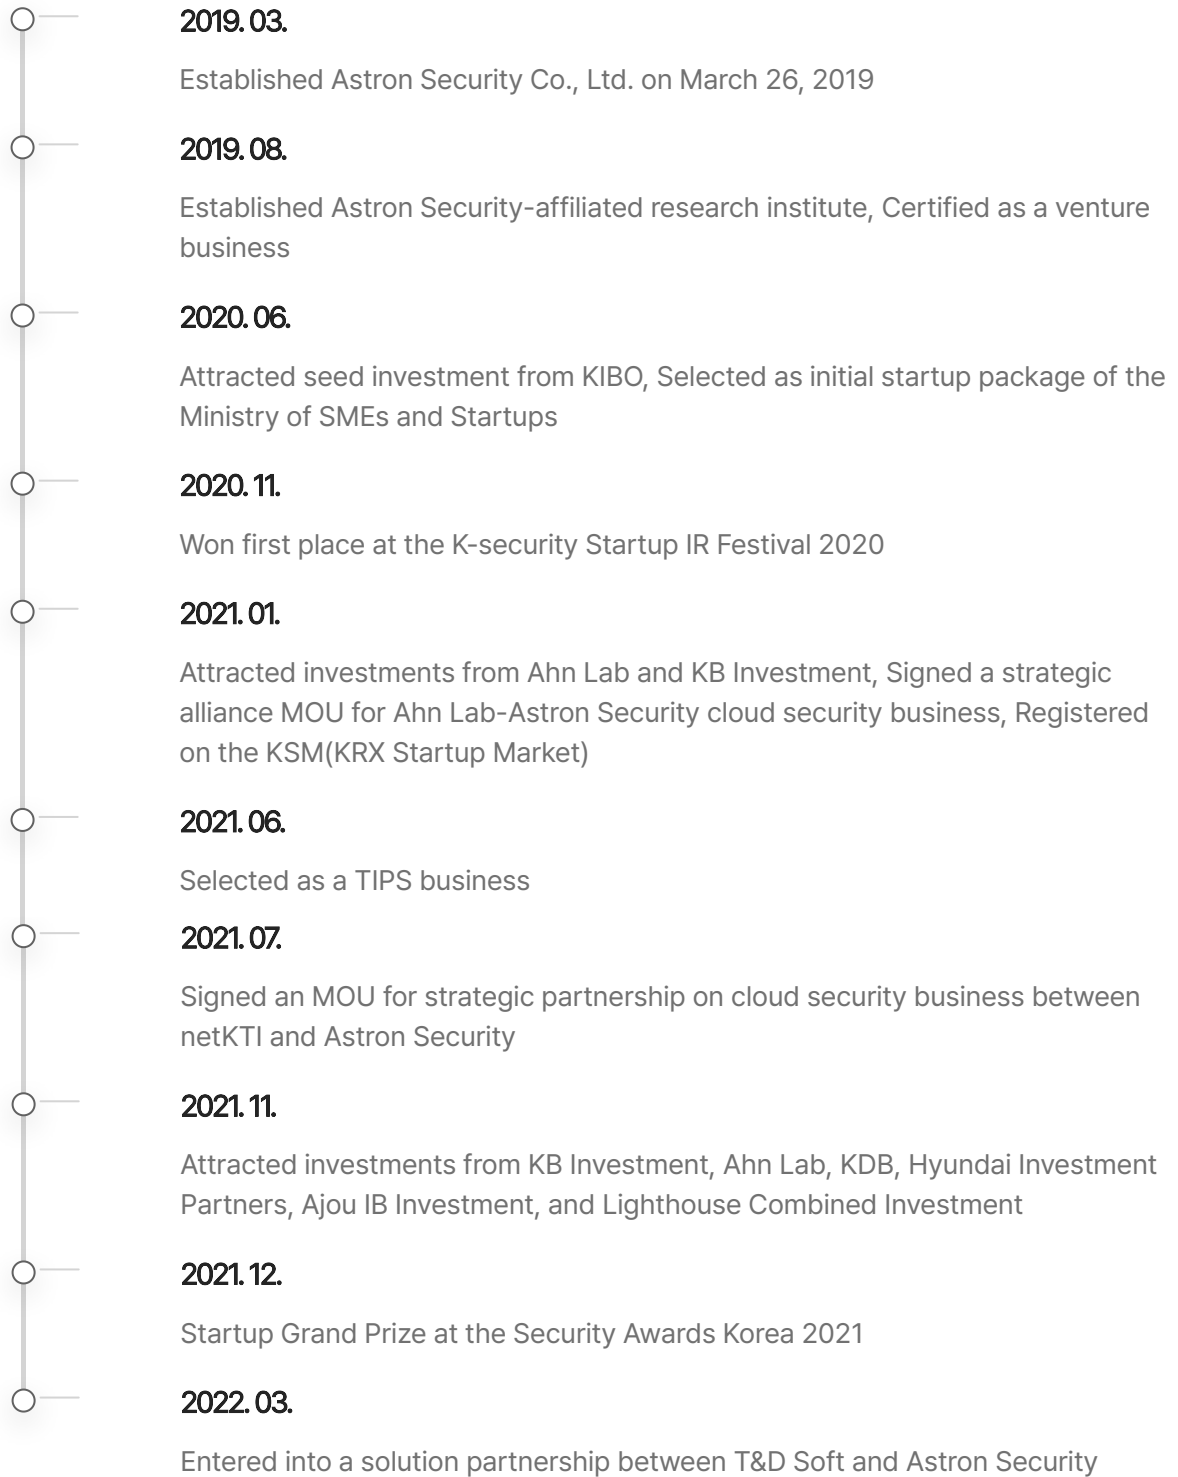 2019. 03.
Established Astron Security Co., Ltd. on March 26, 2019
2019. 08.
Established Astron Security-affiliated research institute, Certified as a venture
business
2020. 06.
Attracted seed investment from KIBO, Selected as initial startup package of the
Ministry of SMEs and Startups
2020. 11.
Won first place at the K-security Startup IR Festival 2020
2021. 01.
Attracted investments from Ahn Lab and KB Investment, Signed a strategic
alliance MOU for Ahn Lab-Astron Security cloud security business, Registered
on the KSM(KRX Startup Market)
2021. 06.
Selected as a TIPS business
2021. 07.
Signed an MOU for strategic partnership on cloud security business between
netKTI and Astron Security
2021. 11.
Attracted investments from KB Investment, Ahn Lab, KDB, Hyundai Investment
Partners, Ajou IB Investment, and Lighthouse Combined Investment
2021. 12.
Startup Grand Prize at the Security Awards Korea 2021
2022. 03.
Entered into a solution partnership between T&D Soft and Astron Security